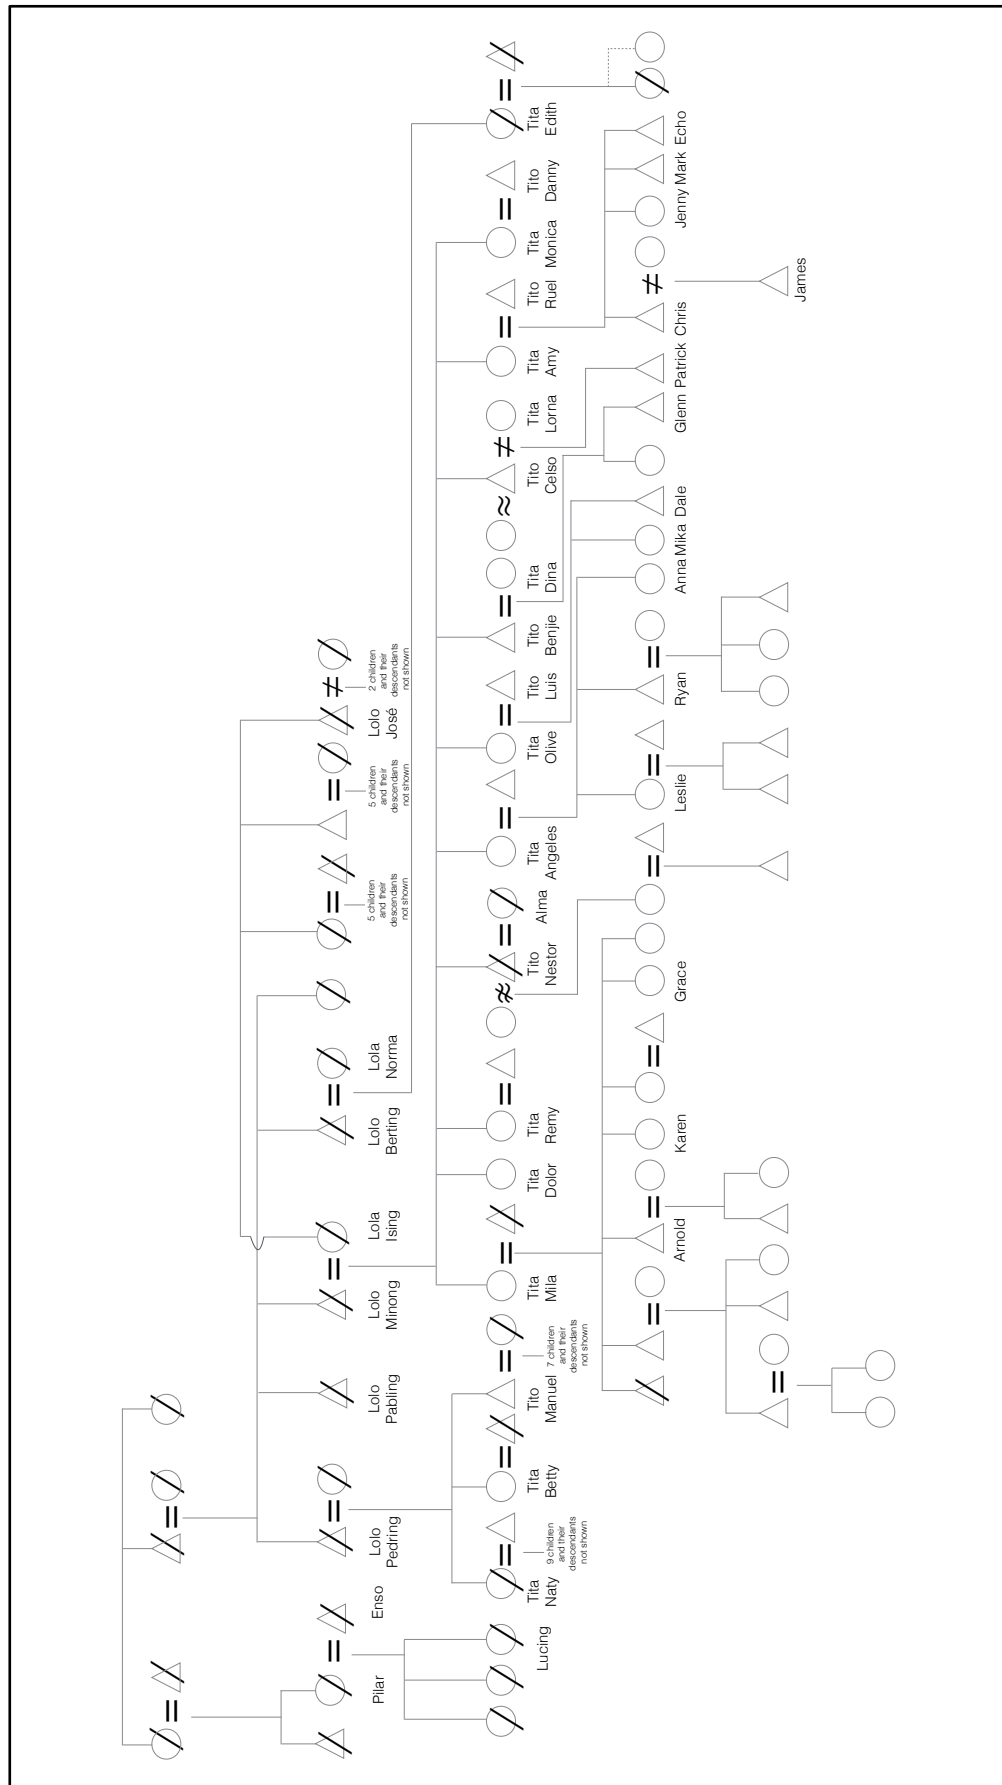 Pilar
Enso
Lolo
Pedring
Lolo
Pabling
Lolo
Minong
Lola
Ising
Lolo
Berting
Lola
Norma
5 children
and their
descendants
not shown
5 children
and their
descendants
not shown
Lolo
José
2 children
and their
descendants
not shown
Lucing
Tita
Naty
9 children
and their
descendants
not shown
Tita
Betty
Tito
Manuel
7 children
and their
descendants
not shown
Tita
Mila
Tita
Dolor
Tita
Remy
Tito
Nestor
Alma
Tita
Angeles
Tita
Olive
Tito
Luis
Tito
Benjie
Tita
Dina
Tito
Celso
Tita
Lorna
Tita
Amy
Tito
Ruel
Tita
Monica
Tito
Danny
Tita
Edith
Arnold
Karen
Grace
Leslie
Ryan
Anna Mika Dale
Glenn Patrick Chris
Jenny Mark Echo
James